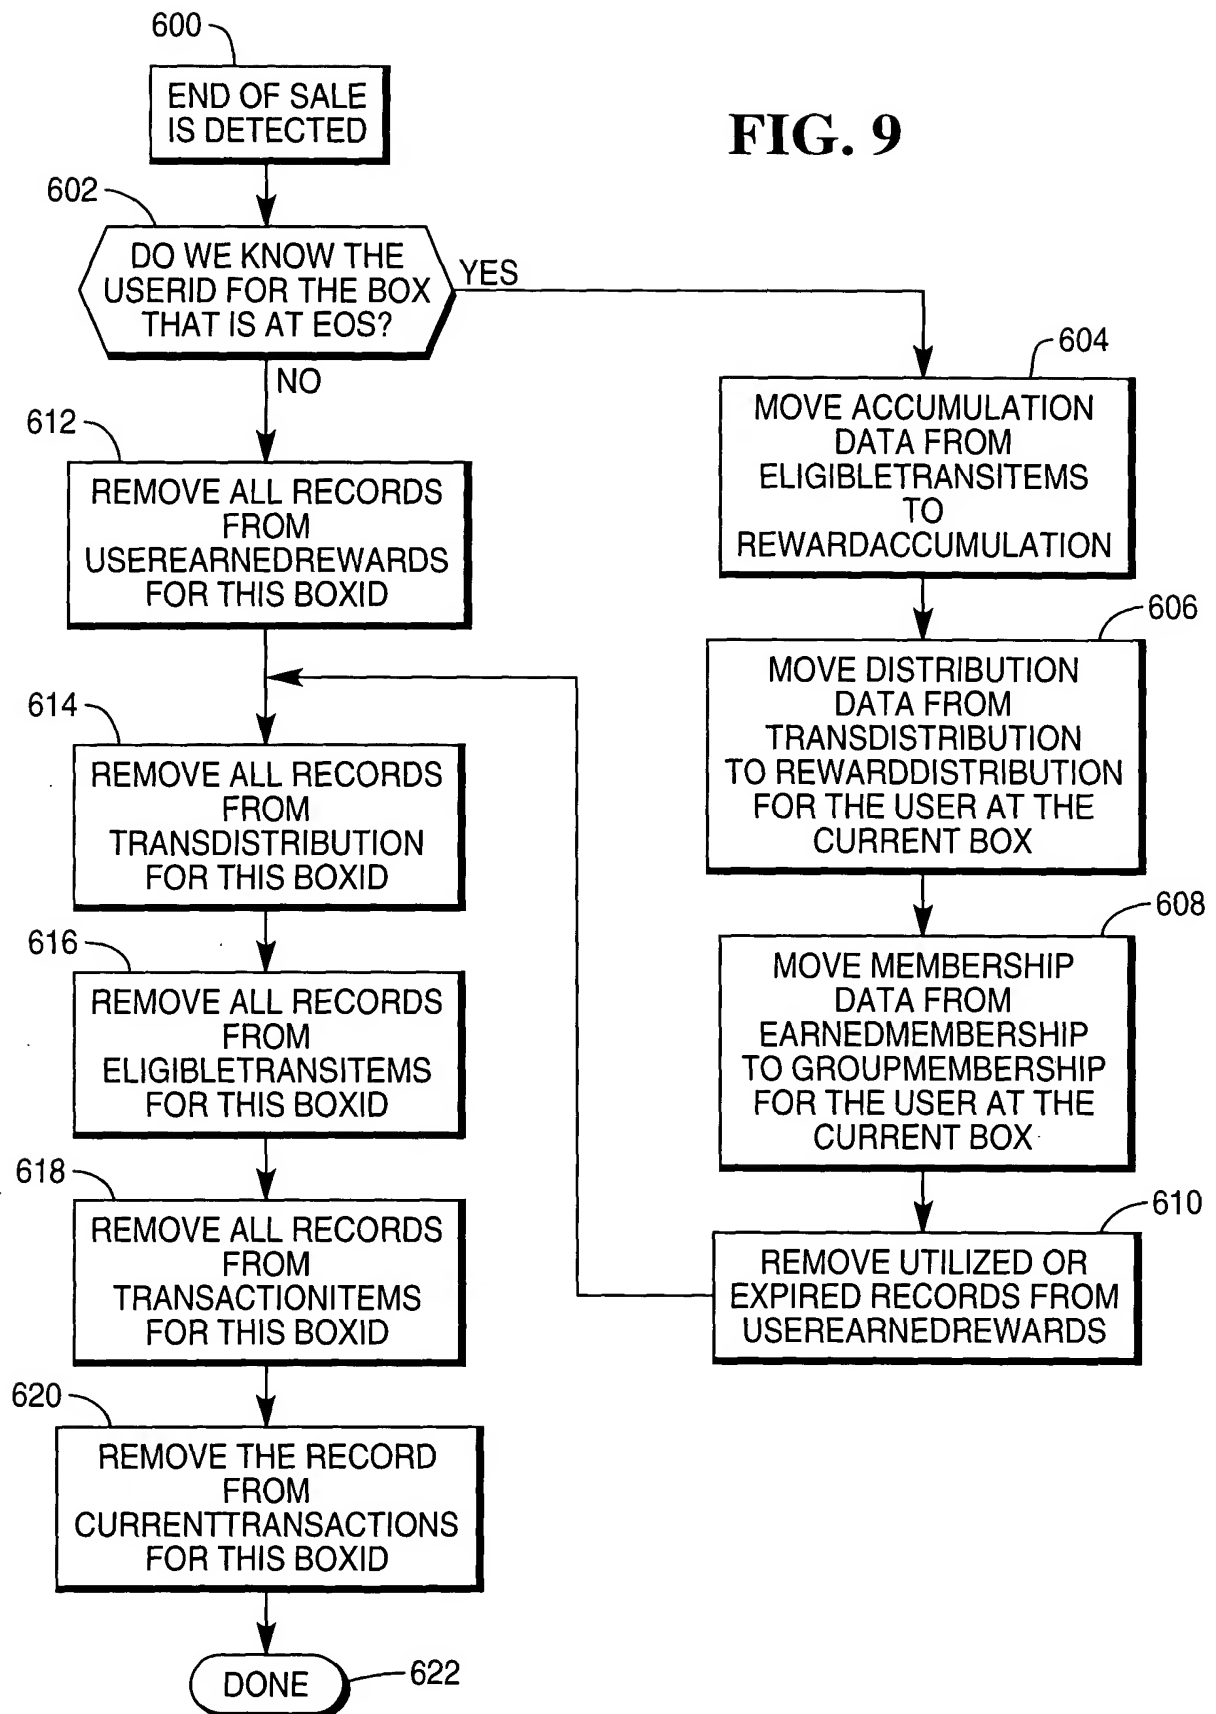 600
END OF SALE
IS DETECTED
FIG. 9
602
DO WE KNOW THE
USERID FOR THE BOX
THAT IS AT EOS?
YES
NO
604
MOVE ACCUMULATION
DATA FROM
ELIGIBLETRANSITEMS
TO
REWARDACCUMULATION
606
MOVE DISTRIBUTION
DATA FROM
TRANSDISTRIBUTION
TO REWARDDISTRIBUTION
FOR THE USER AT THE
CURRENT BOX
608
MOVE MEMBERSHIP
DATA FROM
EARNEDMEMBERSHIP
TO GROUPMEMBERSHIP
FOR THE USER AT THE
CURRENT BOX
610
REMOVE UTILIZED OR
EXPIRED RECORDS FROM
USEREARNEDREWARDS
612
REMOVE ALL RECORDS
FROM
USEREARNEDREWARDS
FOR THIS BOXID
614
REMOVE ALL RECORDS
FROM
TRANSDISTRIBUTION
FOR THIS BOXID
616
REMOVE ALL RECORDS
FROM
ELIGIBLETRANSITEMS
FOR THIS BOXID
618
REMOVE ALL RECORDS
FROM
TRANSACTIONITEMS
FOR THIS BOXID
620
REMOVE THE RECORD
FROM
CURRENTTRANSACTIONS
FOR THIS BOXID
DONE
622